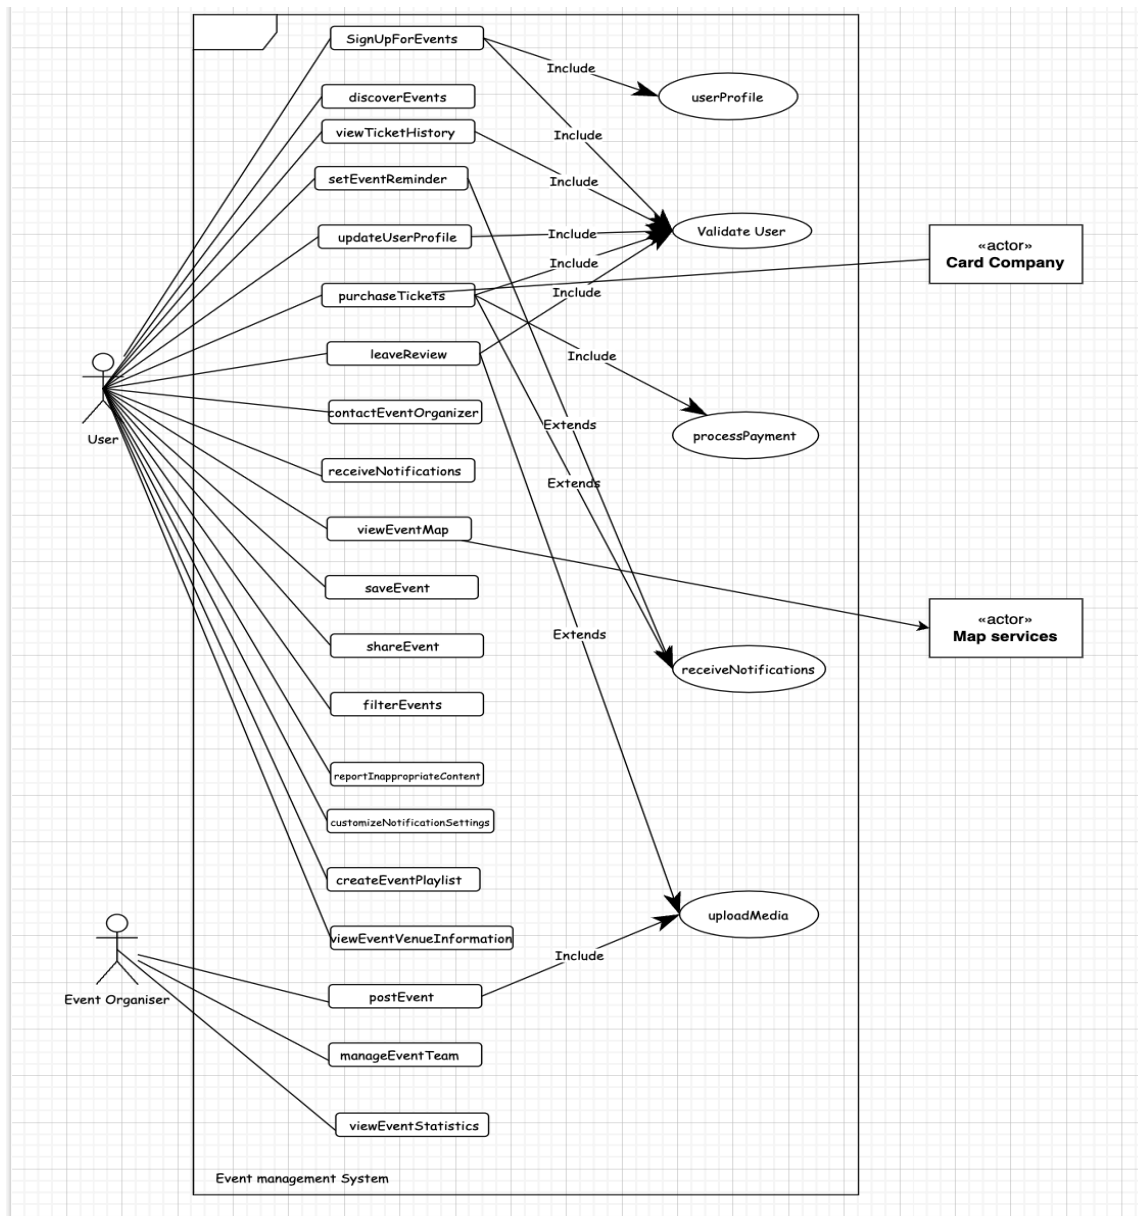 SignUpForEvents
Include
discoverEvents
userProfile
viewTicketHistory
Include
setEventReminder
Include
updateUserProfile
Include
Validate User
«actor»
Card Company
Include
purchaseTickets
Include
leaveReview
Include
contactEventOrganizer
Extends
processPayment
User
receiveNotifications
Extends
viewEventMap
saveEvent
«actor»
Map services
Extends
shareEvent
receiveNotifications
filterEvents
reportInappropriateContent
customizeNotificationSettings
createEventPlaylist
uploadMedia
viewEventVenueInformation
Include
Event Organiser
postEvent
manageEventTeam
viewEventStatistics
Event management System